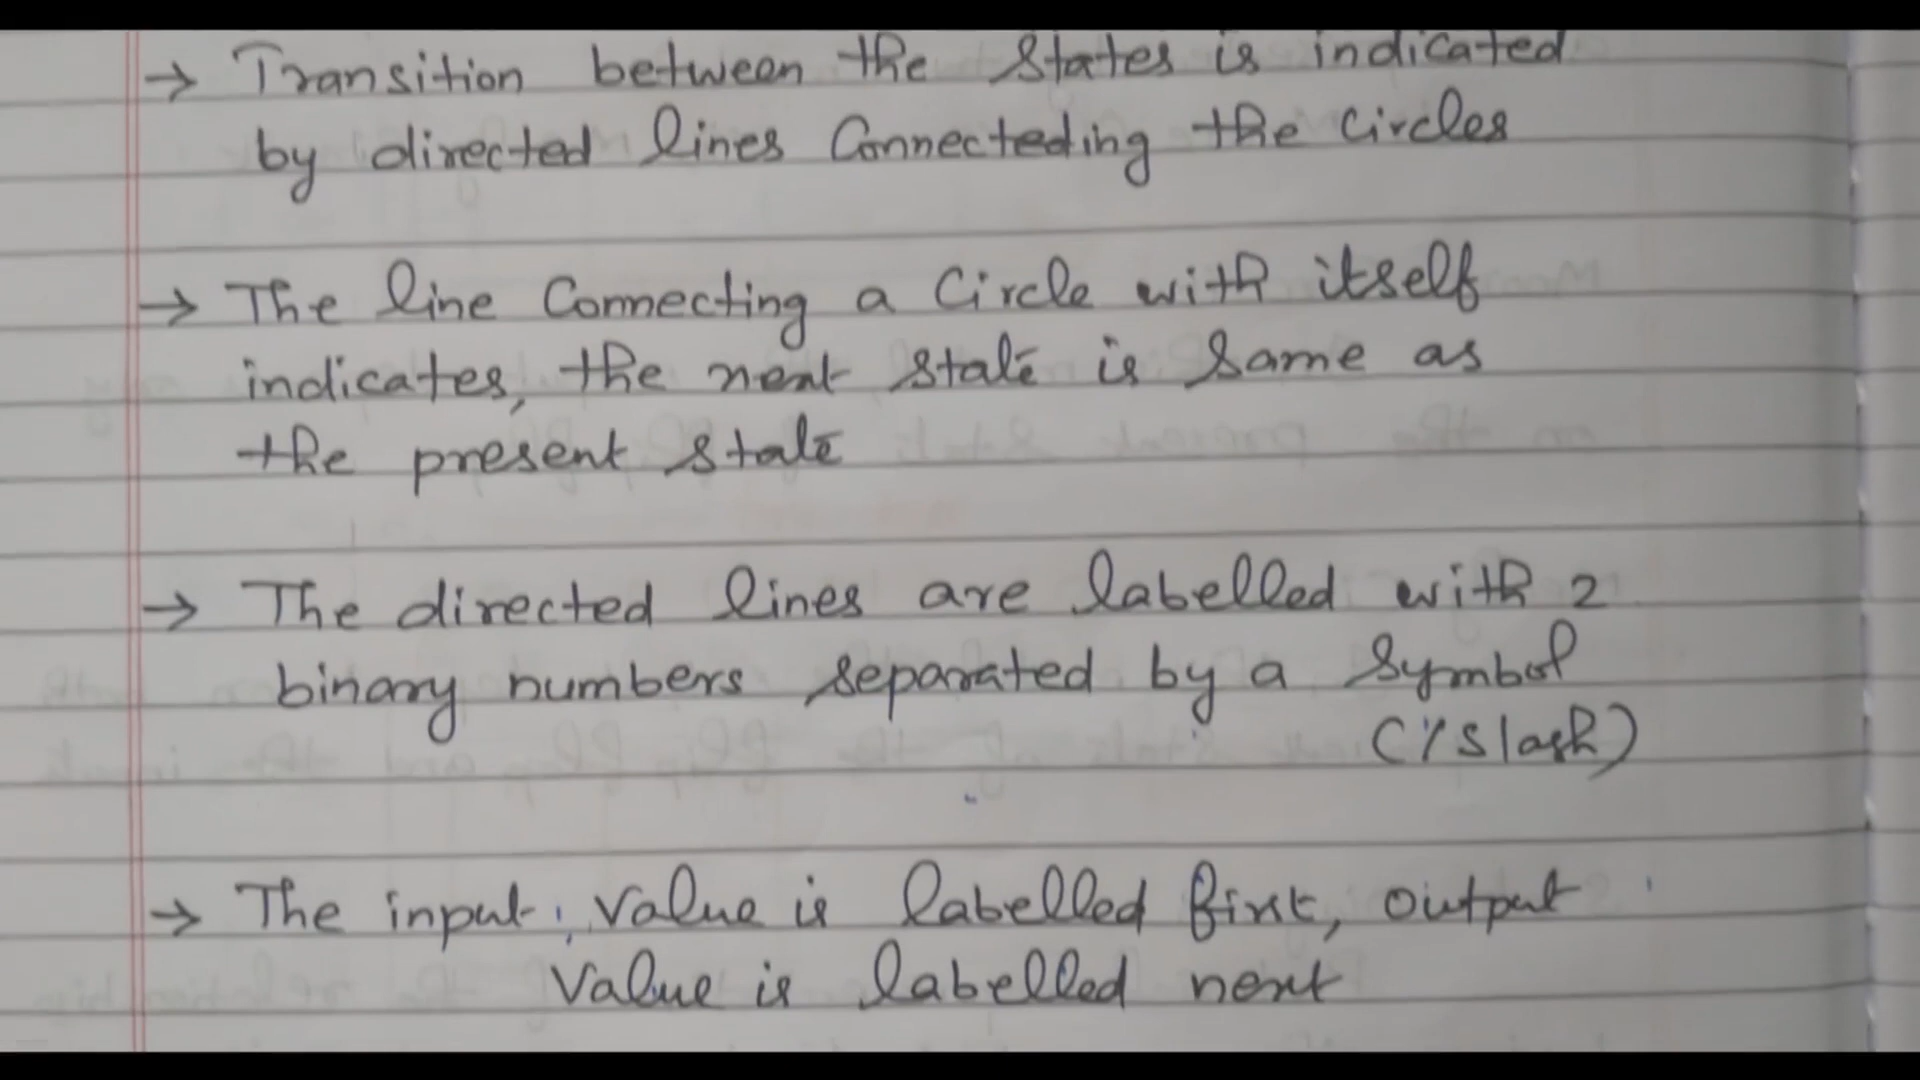 → Transition between the states is indicated
by directed lines Connecteding the circles
→ The line Connecting a Circle with itself
indicates, the next state is same as
the present state
→ The directed lines are labelled with 2
binary numbers separated by a symbol
(/ Slash)
→ The input, value is labelled first, output
value is labelled next